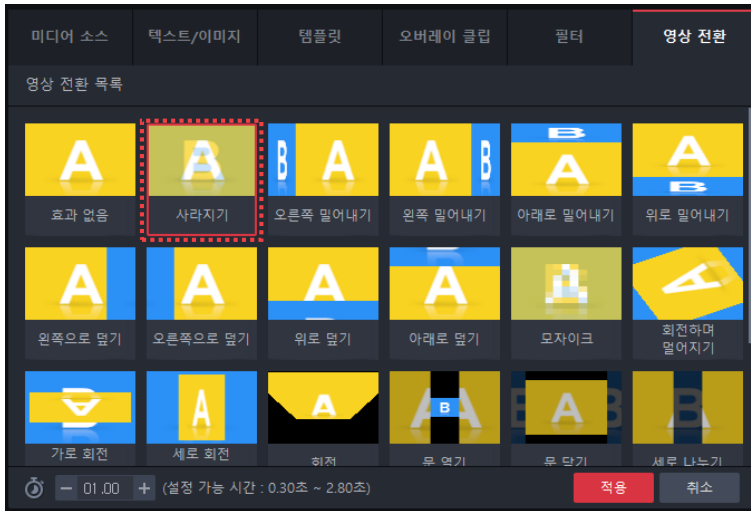 미디어 소스 텍스트/이미지 템플릿 오버레이 클립 필터 영상 전환
영상 전환 목록
A B A B A A B B A A B
효과 없음 사라지기 오른쪽 밀어내기 왼쪽 밀어내기 아래로 밀어내기 위로 밀어내기
A A A A A
왼쪽으로 덮기 오른쪽으로 덮기 위로 덮기 아래로 덮기 모자이크 회전하며
멀어지기
A A A A B A B A B
가로 회전 세로 회전 회전 문 열기 문 닫기 세로 나누기
− 01.00 + (설정 가능 시간 : 0.30초 ~ 2.80초) 적용 취소